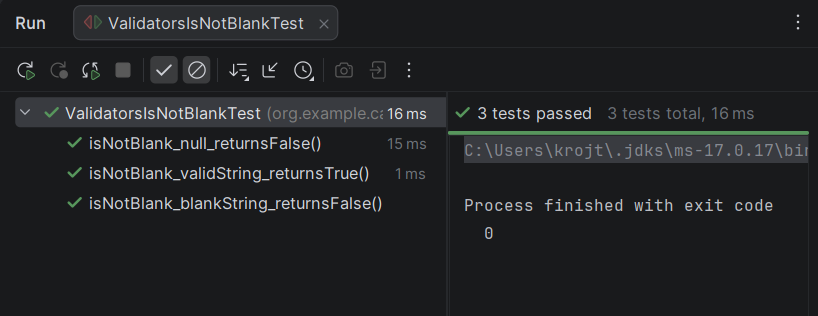 Run ValidatorsIsNotBlankTest
ValidatorsIsNotBlankTest (org.example.ca 16 ms
isNotBlank_null_returnsFalse() 15 ms
isNotBlank_validString_returnsTrue() 1 ms
isNotBlank_blankString_returnsFalse()
3 tests passed 3 tests total, 16 ms
C:\Users\krojt\.jdks\ms-17.0.17\bin
Process finished with exit code
0